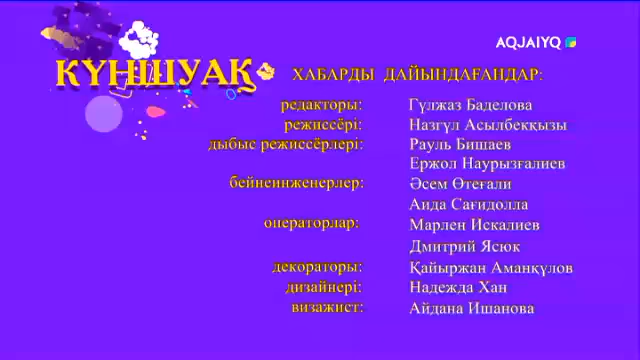 AQJAIYQ
КҮНШУАҚ
ХАБАРДЫ ДАЙЫНДАҒАНДАР:
редакторы: Гүлжаз Баделова
режиссёрі: Назгүл Асылбекқызы
дыбыс режиссёрлері: Рауль Бишаев
Ержол Наурызғалиев
бейнеинженерлер: Әсем Өтеғали
Аида Сағидолла
операторлар: Марлен Искалиев
Дмитрий Ясюк
декораторы: Қайыржан Аманқұлов
дизайнері: Надежда Хан
визажист: Айдана Ишанова